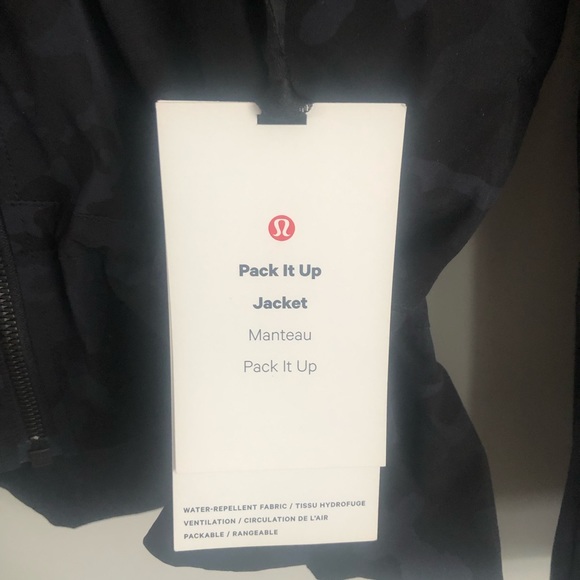 Pack It Up
Jacket
Manteau
Pack It Up
WATER-REPELLENT FABRIC / TISSU HYDROFUGE
VENTILATION / CIRCULATION DE L'AIR
PACKABLE / RANGEABLE